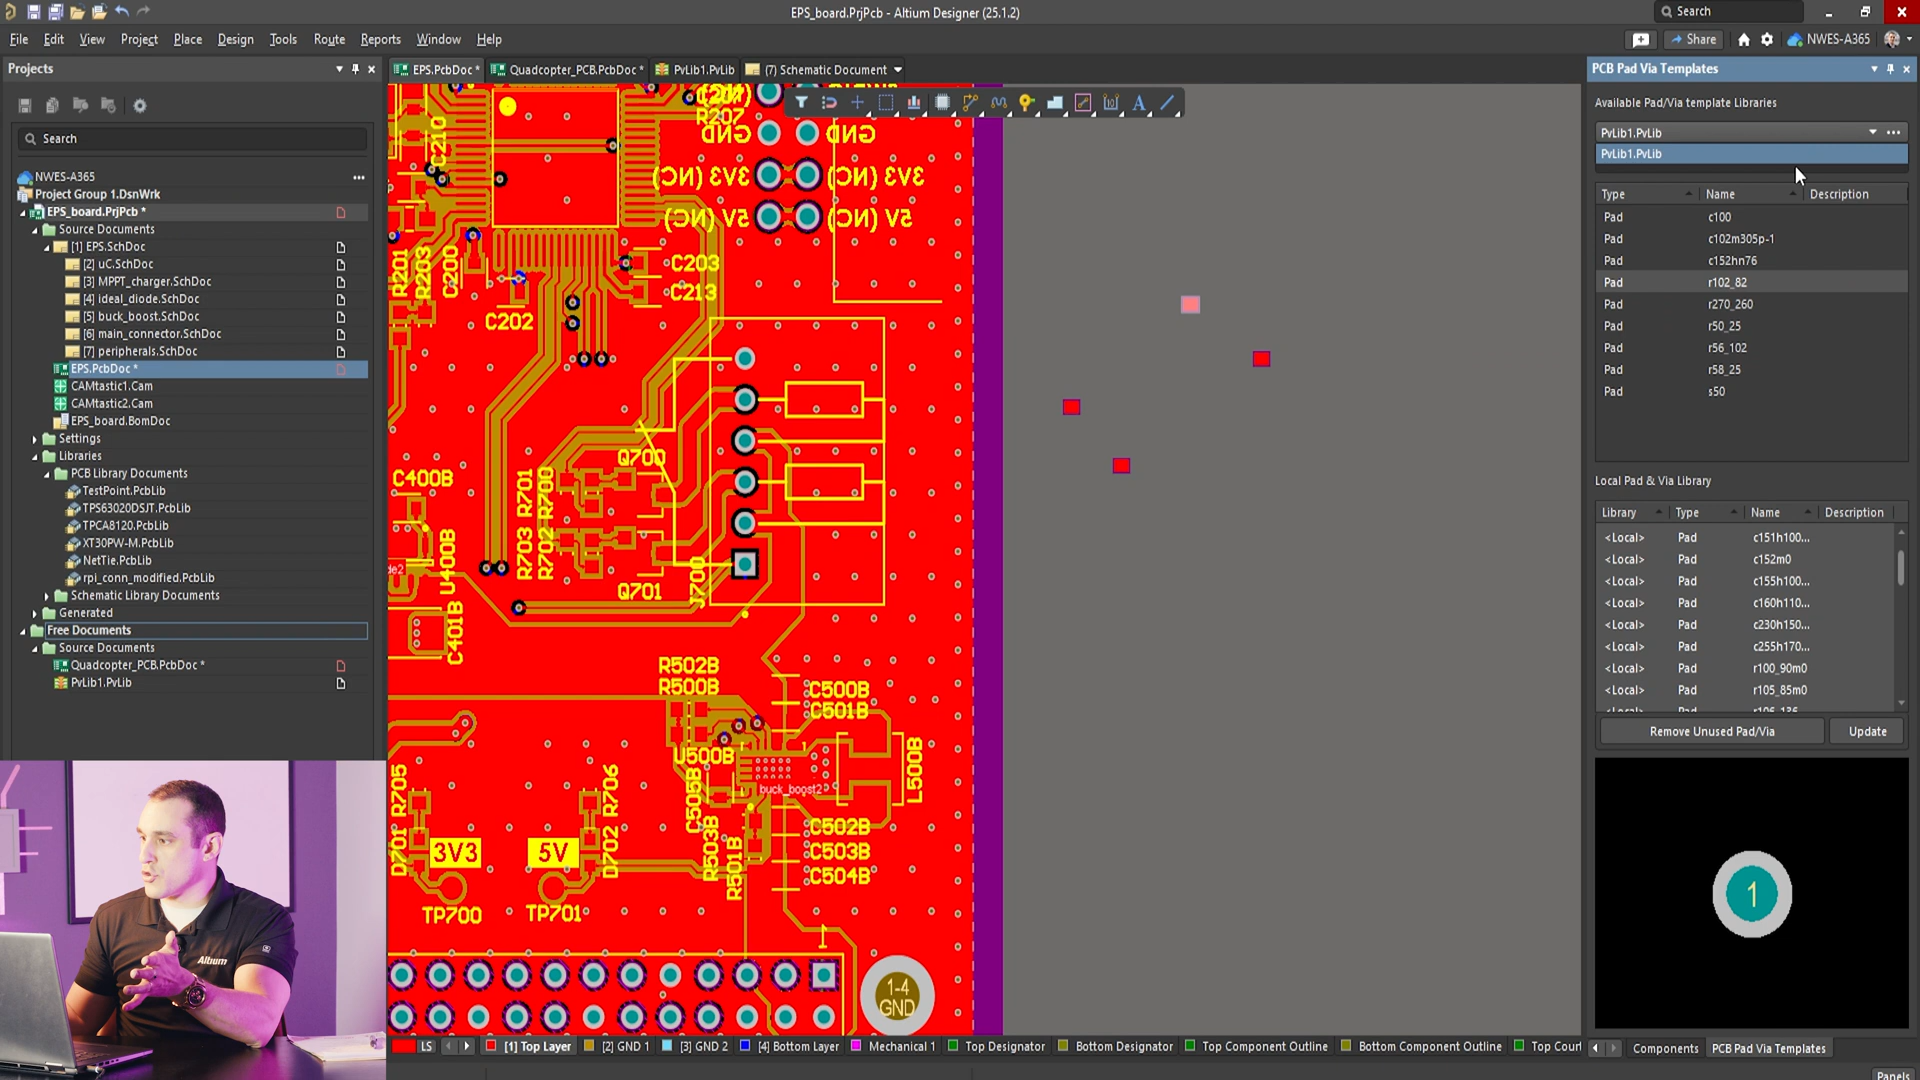 EPS_board.PrjPcb - Altium Designer (25.1.2)
Search
File Edit View Project Place Design Tools Route Reports Window Help
Share
NWES-A365
Projects
EPS.PcbDoc *
Quadcopter_PCB.PcbDoc *
PvLib1.PvLib
(7) Schematic Document
PCB Pad Via Templates
Search
NWES-A365
Project Group 1.DsnWrk
EPS_board.PrjPcb *
Source Documents
[1] EPS.SchDoc
[2] uC.SchDoc
[3] MPPT_charger.SchDoc
[4] ideal_diode.SchDoc
[5] buck_boost.SchDoc
[6] main_connector.SchDoc
[7] peripherals.SchDoc
EPS.PcbDoc *
CAMtastic1.Cam
CAMtastic2.Cam
EPS_board.BomDoc
Settings
Libraries
PCB Library Documents
TestPoint.PcbLib
TPS63020DSJT.PcbLib
TPCA8120.PcbLib
XT30PW-M.PcbLib
NetTie.PcbLib
rpi_conn_modified.PcbLib
Schematic Library Documents
Generated
Free Documents
Source Documents
Quadcopter_PCB.PcbDoc *
PvLib1.PvLib
C210
R207
GND
GND
3V3 (NC)
(NC) 3V3
5V (NC)
(NC) 5V
R201
R203
C200
C203
C213
C202
C400B
R701
R700
Q700
R703
R702
U400B
Q701
J700
C401B
R502B
R500B
C500B
C501B
U500B
buck_boost2
L500B
C505B
R503B
R501B
C502B
C503B
C504B
R705
R706
D701
D702
3V3
5V
TP700
TP701
1
1-4
GND
Altium
Available Pad/Via template Libraries
PvLib1.PvLib
PvLib1.PvLib
Type Name Description
Pad c100
Pad c102m305p-1
Pad c152hn76
Pad r102_82
Pad r270_260
Pad r50_25
Pad r56_102
Pad r58_25
Pad s50
Local Pad & Via Library
Library Type Name Description
<Local> Pad c151h100...
<Local> Pad c152m0
<Local> Pad c155h100...
<Local> Pad c160h110...
<Local> Pad c230h150...
<Local> Pad c255h170...
<Local> Pad r100_90m0
<Local> Pad r105_85m0
Remove Unused Pad/Via
Update
1
LS
[1] Top Layer
[2] GND 1
[3] GND 2
[4] Bottom Layer
Mechanical 1
Top Designator
Bottom Designator
Top Component Outline
Bottom Component Outline
Top Court
Components
PCB Pad Via Templates
Panels